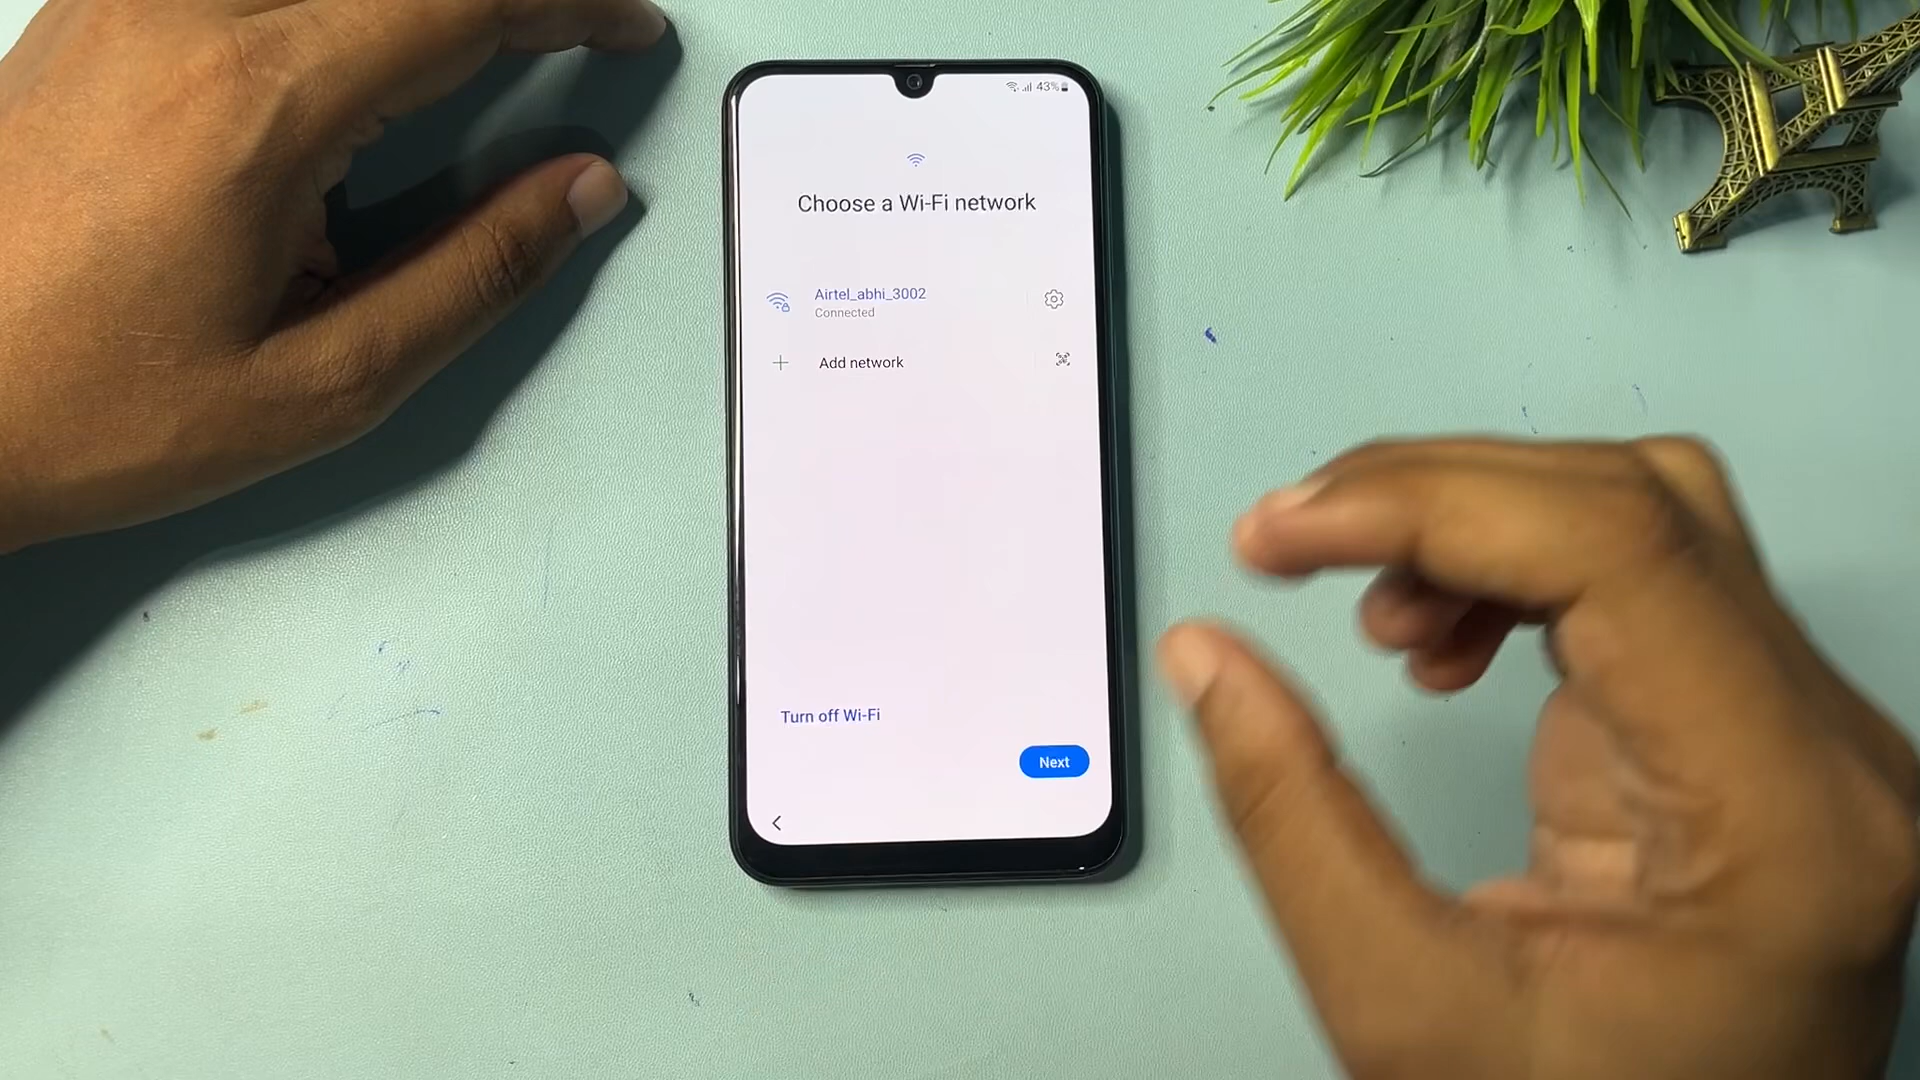 43%
Choose a Wi-Fi network
Airtel_abhi_3002
Connected
Add network
Turn off Wi-Fi
Next